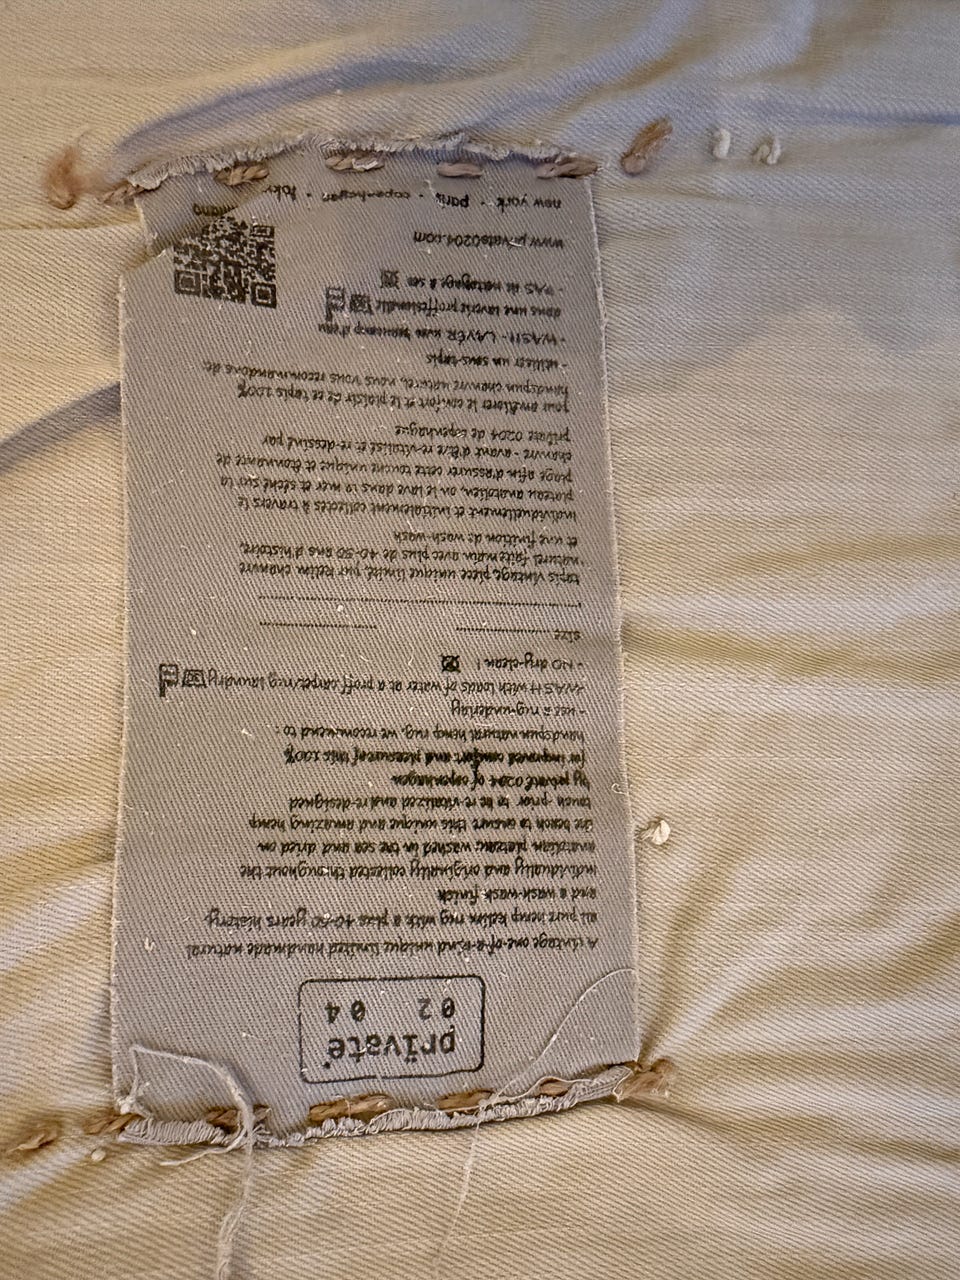 prïvate
02 04
A vintage one-of-a-kind unique limited handmade natural
all pure hemp kelim rug with a plus 40-50 years history,
and a wash-wash finish
individually and originally collected throughout the
anatolian plateau; washed in the sea and dried on
the beach to ensure this unique and amazing hemp
touch - prior to be re-vitalized and re-designed
by private 0204 of copenhagen
for improved comfort and pleasure of this 100%
handspun natural hemp rug, we recommend to :
- use a rug-underlay
- WASH with loads of water at a proff. carpet/rug laundry
- NO dry-clean !
size
tapis vintage, pièce unique limité, pur kelim chanvre
naturel, faite main avec plus de 40-50 ans d'histoire,
et une finition de wash-wash
individuellement et initialement collectés à travers le
plateau anatolien, on le lave dans la mer et séché sur la
plage afin d'assurer cette touche unique et étonnante de
chanvre - avant d'être re-vitalisé et re-dessiné par
private 0204 de copenhague
pour améliorer le confort et le plaisir de ce tapis 100%
handspun chanvre naturel, nous vous recommandons de:
- utiliser un sous-tapis
- WASH - LAVER avec beaucoup d'eau
dans une laverie proffesionelle
- PAS de netoyage à sec
www.private0204.com
new york - paris - copenhagen - toky